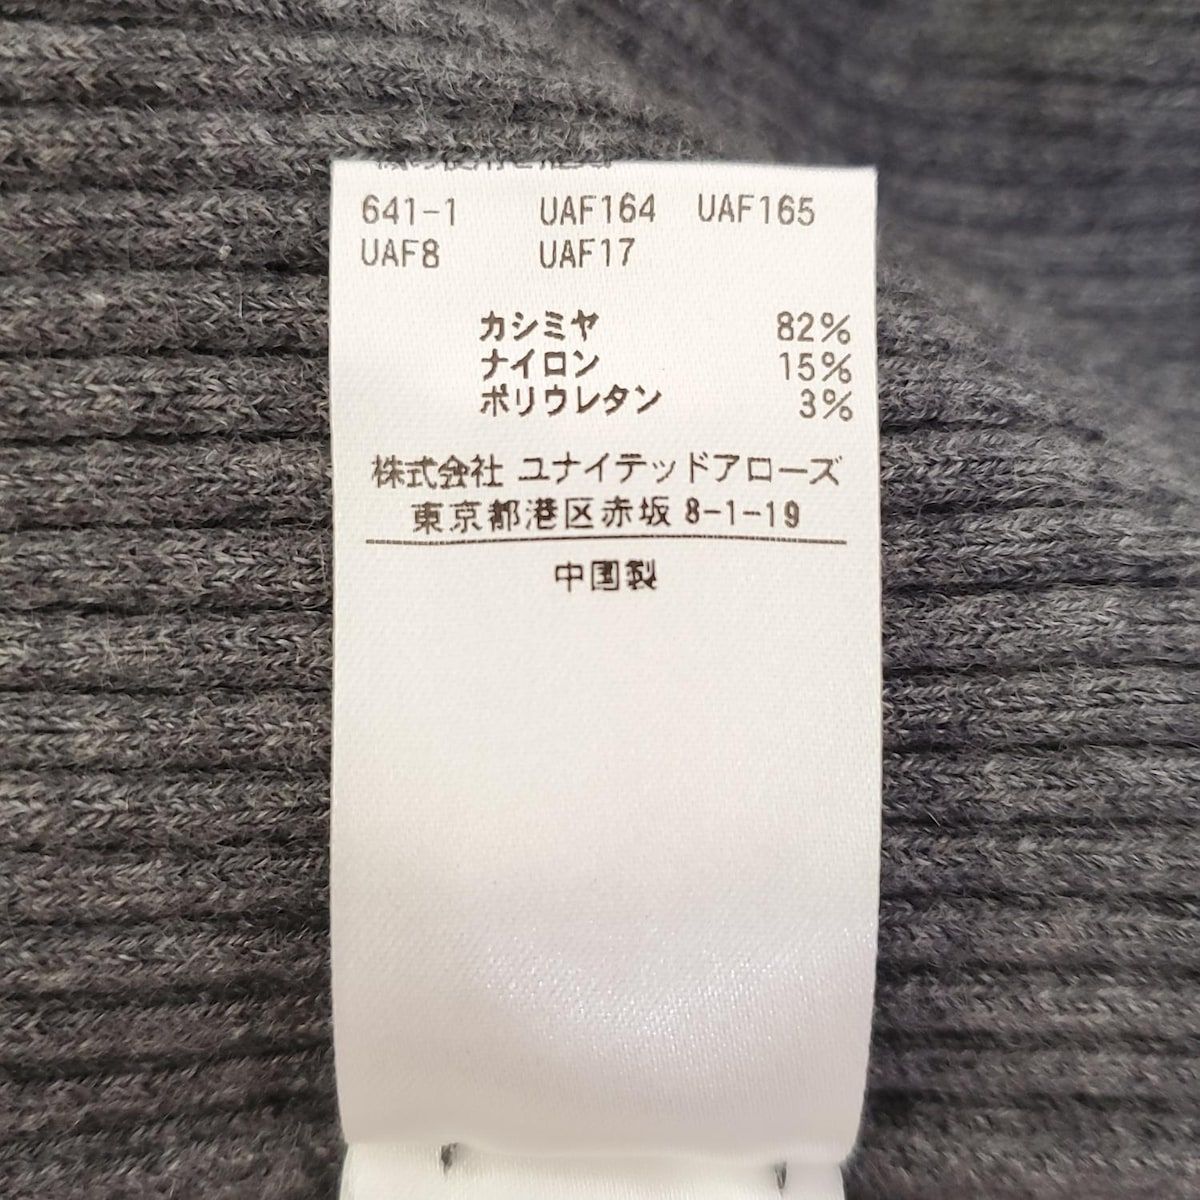 641-1 UAF164 UAF165
UAF8 UAF17
カシミヤ 82%
ナイロン 15%
ポリウレタン 3%
株式会社 ユナイテッドアローズ
東京都港区赤坂 8-1-19
中国製